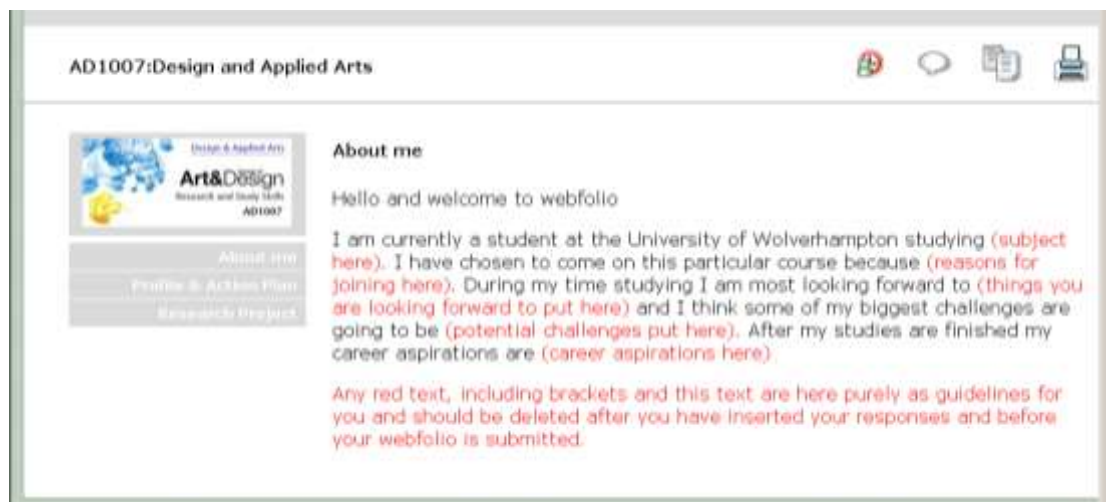 AD1007:Design and Applied Arts
Design & Applied Arts
Art&Design
Research and Study Skills
AD1007
About me
Profile & Action Plan
Research Project
About me
Hello and welcome to webfolio
I am currently a student at the University of Wolverhampton studying (subject
here). I have chosen to come on this particular course because (reasons for
joining here). During my time studying I am most looking forward to (things you
are looking forward to put here) and I think some of my biggest challenges are
going to be (potential challenges put here). After my studies are finished my
career aspirations are (career aspirations here)
Any red text, including brackets and this text are here purely as guidelines for
you and should be deleted after you have inserted your responses and before
your webfolio is submitted.